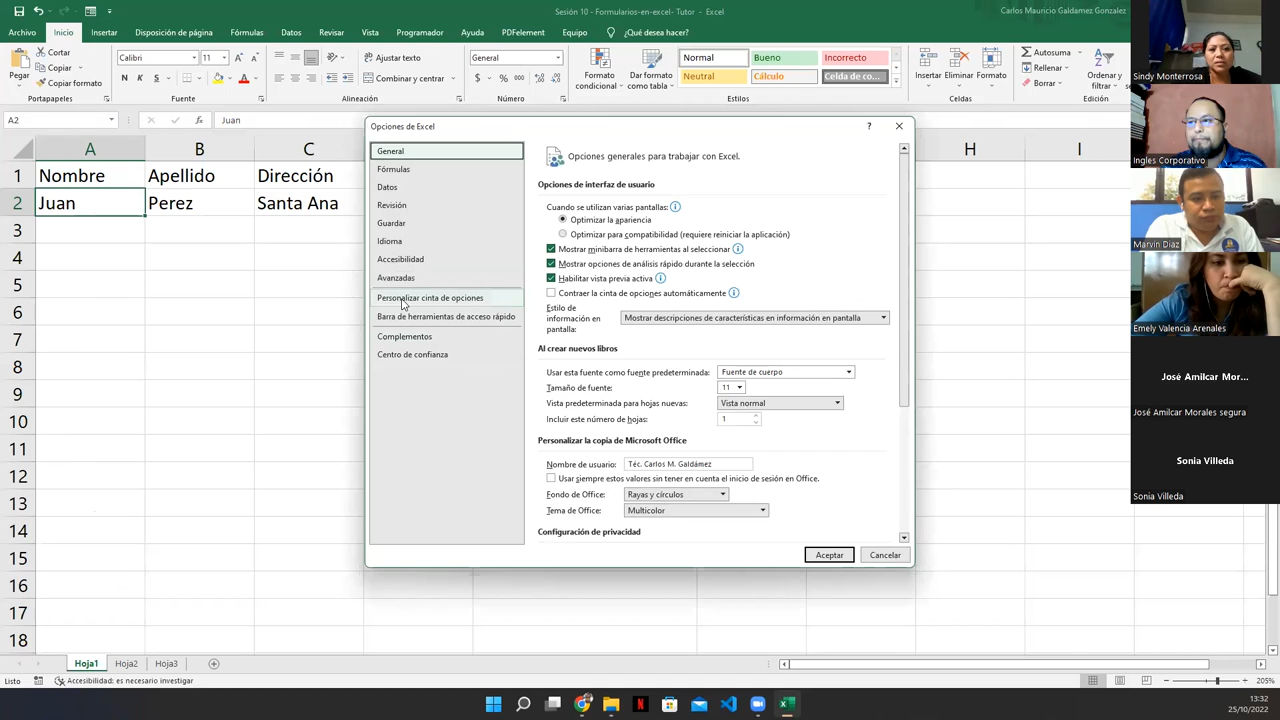 Sesión 10 - Formularios-en-excel- Tutor - Excel
Carlos Mauricio Galdamez Gonzalez
Archivo Inicio Insertar Disposición de página Fórmulas Datos Revisar Vista Programador Ayuda PDFelement Equipo ¿Qué desea hacer?
Pegar
Cortar
Copiar
Copiar formato
Portapapeles
Calibri 11
N K S
Fuente
Ajustar texto
Combinar y centrar
Alineación
General
Número
Formato condicional
Dar formato como tabla
Normal Bueno Incorrecto
Neutral Cálculo Celda de co...
Estilos
Insertar Eliminar Formato
Celdas
Autosuma
Rellenar
Borrar
Ordenar y filtrar
Edición
A2 fx Juan
A B C H I
1 Nombre Apellido Dirección
2 Juan Perez Santa Ana
3
4
5
6
7
8
9
10
11
12
13
14
15
16
17
18
Opciones de Excel
?
General
Fórmulas
Datos
Revisión
Guardar
Idioma
Accesibilidad
Avanzadas
Personalizar cinta de opciones
Barra de herramientas de acceso rápido
Complementos
Centro de confianza
Opciones generales para trabajar con Excel.
Opciones de interfaz de usuario
Cuando se utilizan varias pantallas:
Optimizar la apariencia
Optimizar para compatibilidad (requiere reiniciar la aplicación)
Mostrar minibarra de herramientas al seleccionar
Mostrar opciones de análisis rápido durante la selección
Habilitar vista previa activa
Contraer la cinta de opciones automáticamente
Estilo de
información en
pantalla:
Mostrar descripciones de características en información en pantalla
Al crear nuevos libros
Usar esta fuente como fuente predeterminada: Fuente de cuerpo
Tamaño de fuente: 11
Vista predeterminada para hojas nuevas: Vista normal
Incluir este número de hojas: 1
Personalizar la copia de Microsoft Office
Nombre de usuario: Téc. Carlos M. Galdámez
Usar siempre estos valores sin tener en cuenta el inicio de sesión en Office.
Fondo de Office: Rayas y círculos
Tema de Office: Multicolor
Configuración de privacidad
Aceptar Cancelar
Sindy Monterrosa
Ingles Corporativo
Marvin Diaz
Emely Valencia Arenales
José Amilcar Mor...
José Amilcar Morales segura
Sonia Villeda
Sonia Villeda
Hoja1 Hoja2 Hoja3
Listo Accesibilidad: es necesario investigar
205%
13:32
25/10/2022